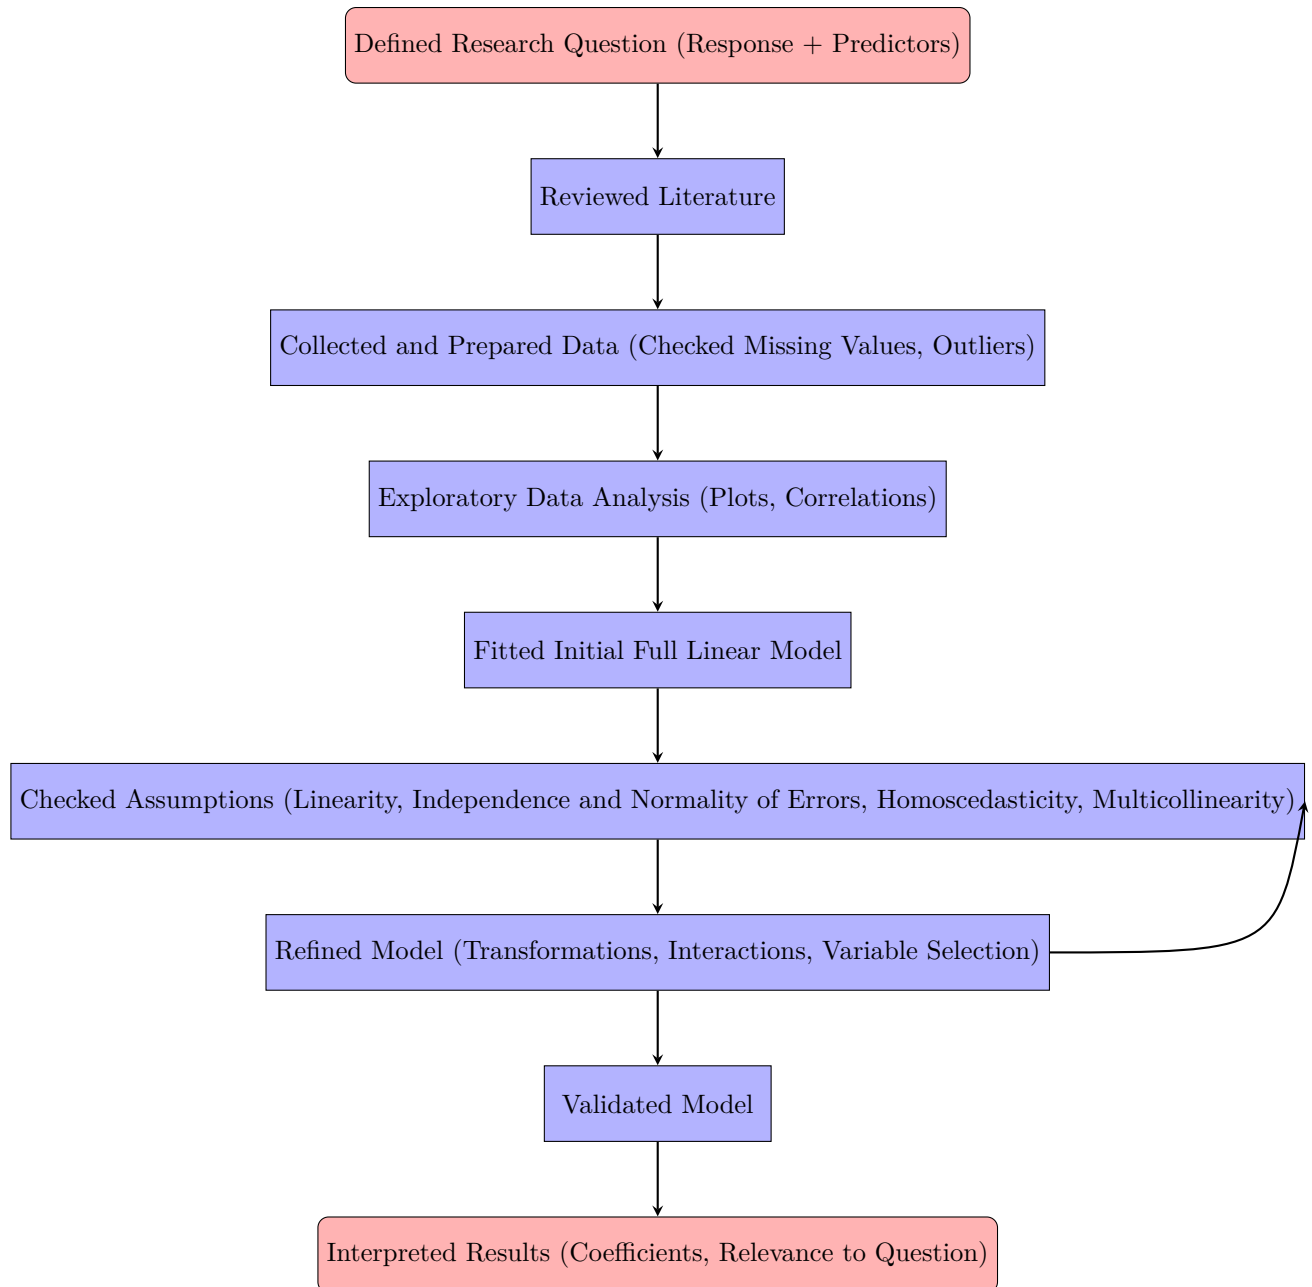 Defined Research Question (Response + Predictors)
Reviewed Literature
Collected and Prepared Data (Checked Missing Values, Outliers)
Exploratory Data Analysis (Plots, Correlations)
Fitted Initial Full Linear Model
Checked Assumptions (Linearity, Independence and Normality of Errors, Homoscedasticity, Multicollinearity)
Refined Model (Transformations, Interactions, Variable Selection)
Validated Model
Interpreted Results (Coefficients, Relevance to Question)